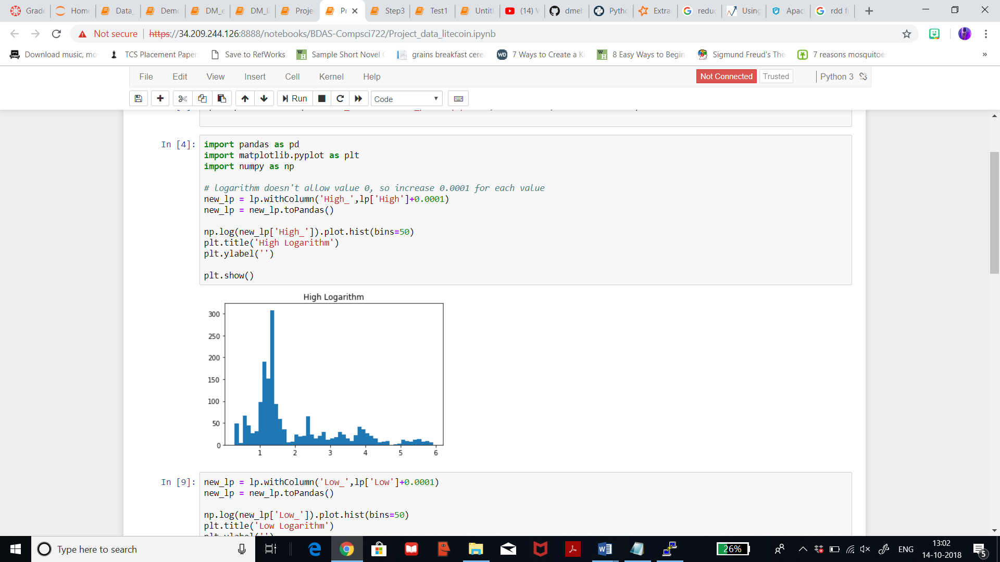 Grade
Home
Data_
Demo
DM_e
DM_li
Projec
Pr
Step3
Test1
Untitl
(14) V
dmeh
Pytho
Extra
reduc
Using
Apac
rdd fu
Not secure
https://34.209.244.126:8888/notebooks/BDAS-Compsci722/Project_data_litecoin.ipynb
Download music, mo
TCS Placement Paper
Save to RefWorks
Sample Short Novel
grains breakfast cerea
7 Ways to Create a Ki
8 Easy Ways to Begin
Sigmund Freud's The
7 reasons mosquitoe
»
File Edit View Insert Cell Kernel Help
Not Connected Trusted Python 3
Run Code
In [4]:
import pandas as pd
import matplotlib.pyplot as plt
import numpy as np
# logarithm doesn't allow value 0, so increase 0.0001 for each value
new_lp = lp.withColumn('High_',lp['High']+0.0001)
new_lp = new_lp.toPandas()
np.log(new_lp['High_']).plot.hist(bins=50)
plt.title('High Logarithm')
plt.ylabel('')
plt.show()
High Logarithm
300
250
200
150
100
50
0
1 2 3 4 5 6
In [9]:
new_lp = lp.withColumn('Low_',lp['Low']+0.0001)
new_lp = new_lp.toPandas()
np.log(new_lp['Low_']).plot.hist(bins=50)
plt.title('Low Logarithm')
plt.ylabel('')
Type here to search
26%
ENG
13:02
14-10-2018
5